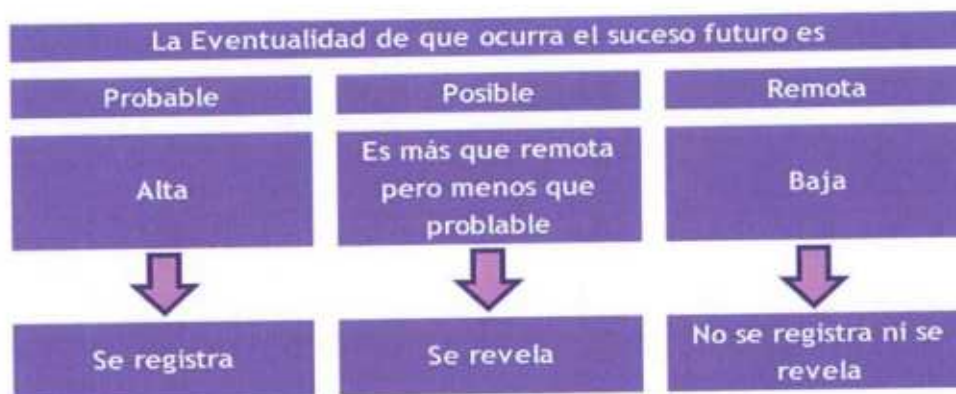 La Eventualidad de que ocurra el suceso futuro es
Probable
Posible
Remota
Alta
Es más que remota
pero menos que
problable
Baja
Se registra
Se revela
No se registra ni se
revela